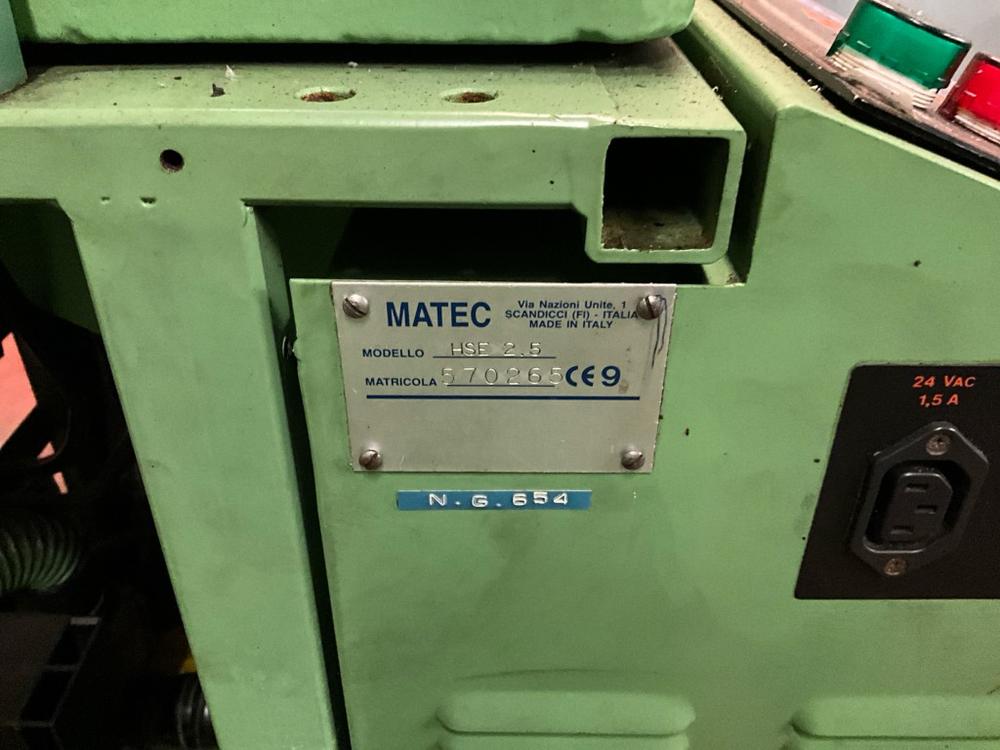 MATEC
Via Nazioni Unite, 1
SCANDICCI (FI) - ITALIA
MADE IN ITALY
MODELLO HSE 2.5
MATRICOLA 570265 CE 9
N.G.654
24 VAC
1,5 A